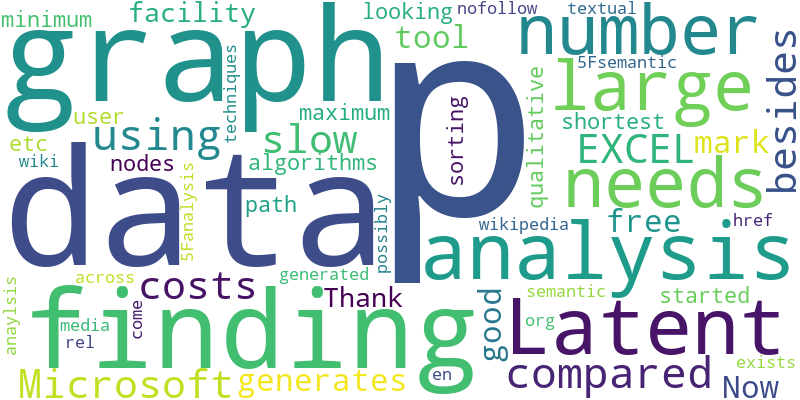 minimum
facility
looking
nofollow
textual
graph
tool
number
besides
user
techniques
p
5Fsemantic
large
etc
using
slow
maximum
sorting
qualitative
shortest
EXCEL
mark
wiki
nodes
algorithms
data
5Fanalysis
path
possibly
needs
wikipedia
free
href
analysis
anaylsis
across
costs
generated
Thank
finding
come
good
semantic
started
media
rel
Latent
org
Microsoft
generates
en
compared
Now
exists